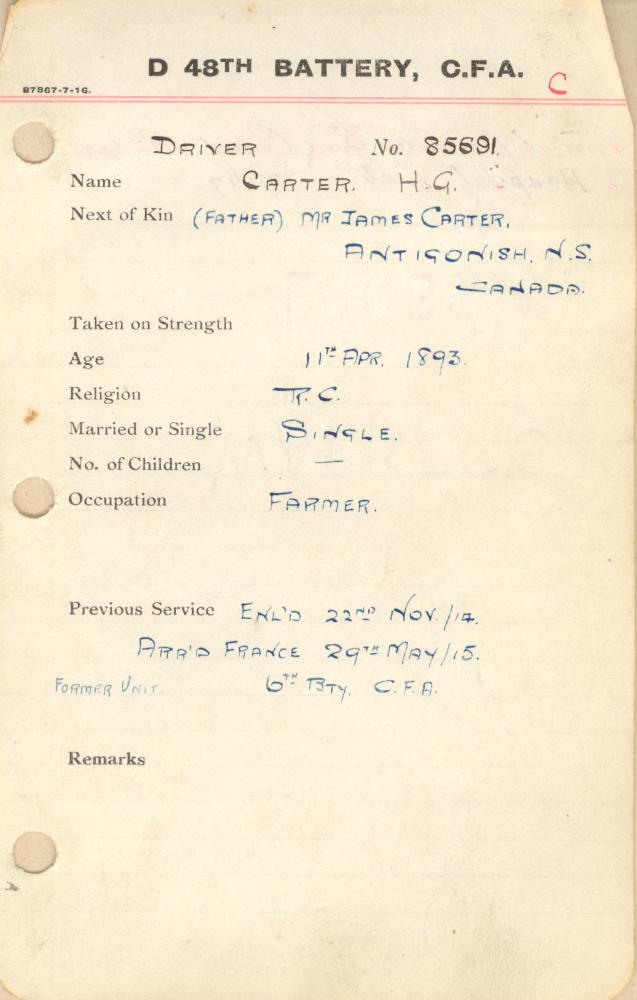 D 48TH BATTERY, C.F.A.
C
87867-7-16.
DRIVER No. 85691.
Name CARTER. H.G.
Next of Kin (FATHER) MR JAMES CARTER,
ANTIGONISH, N.S.
CANADA.
Taken on Strength
Age 11TH APR. 1893.
Religion R.C.
Married or Single SINGLE.
No. of Children —
Occupation FARMER.
Previous Service ENL'D 22ND NOV./14.
ARR'D FRANCE 29TH MAY/15.
FORMER UNIT. 6TH BTY. C.F.A.
Remarks